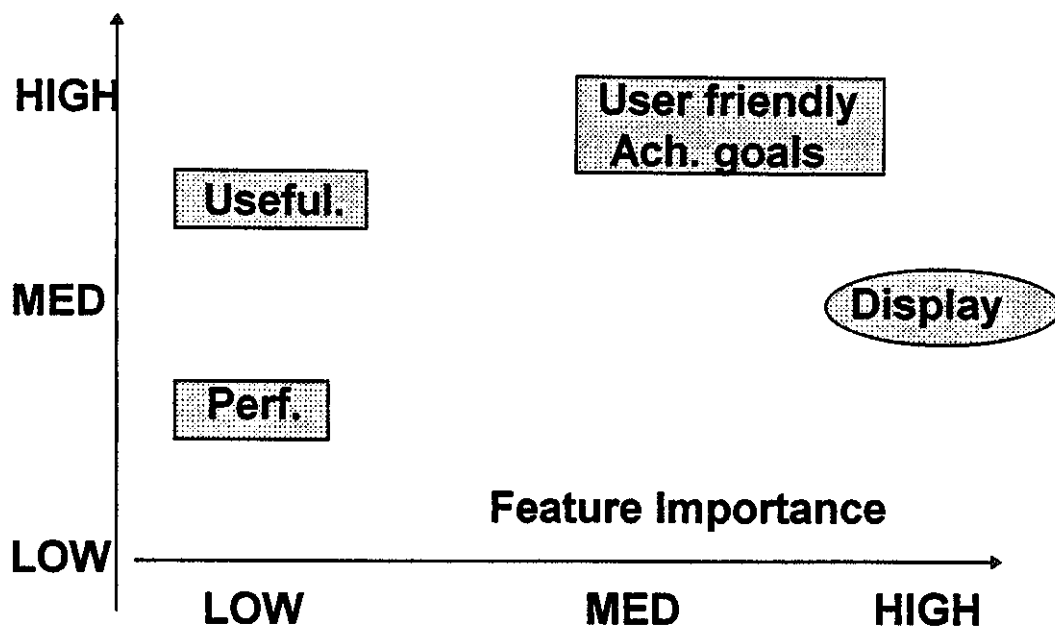 HIGH
User friendly
Ach. goals
Useful.
MED
Display
Perf.
Feature Importance
LOW
LOW MED HIGH